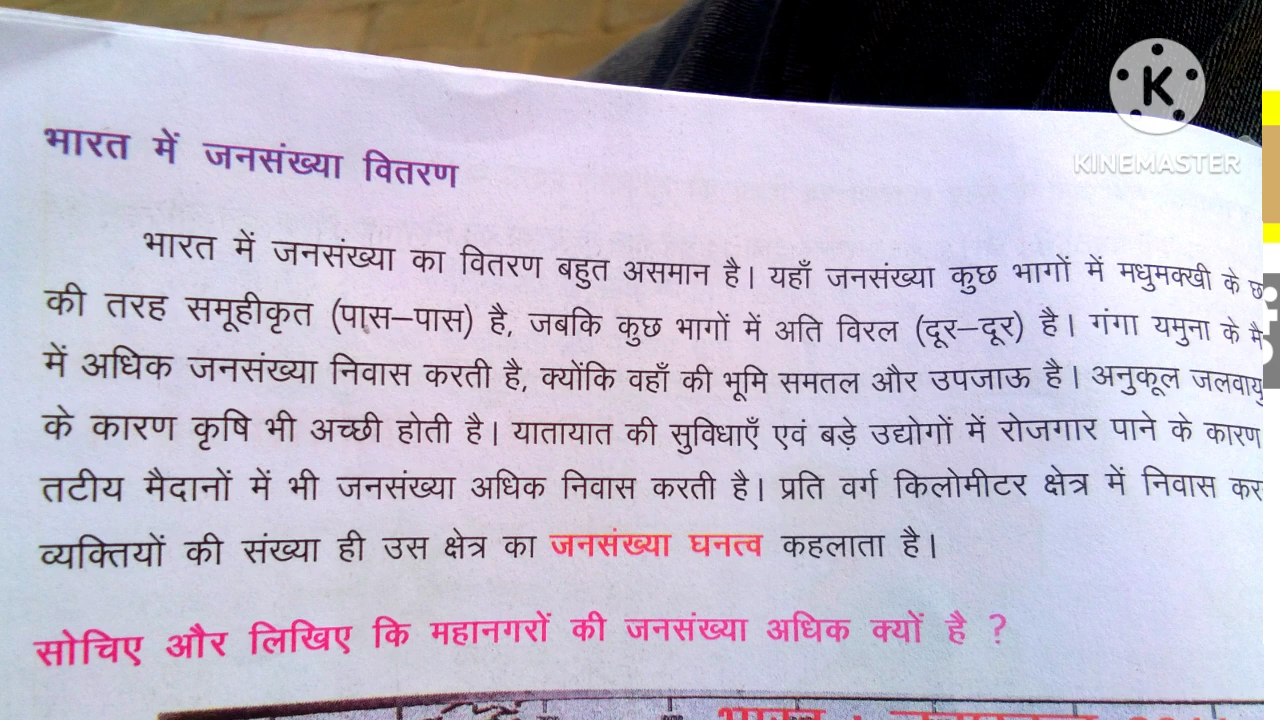 KINEMASTER
भारत में जनसंख्या वितरण
भारत में जनसंख्या का वितरण बहुत असमान है। यहाँ जनसंख्या कुछ भागों में मधुमक्खी के
की तरह समूहीकृत (पास–पास) है, जबकि कुछ भागों में अति विरल (दूर–दूर) है। गंगा यमुना के
में अधिक जनसंख्या निवास करती है, क्योंकि वहाँ की भूमि समतल और उपजाऊ है। अनुकूल जलवायु
के कारण कृषि भी अच्छी होती है। यातायात की सुविधाएँ एवं बड़े उद्योगों में रोजगार पाने के कारण
तटीय मैदानों में भी जनसंख्या अधिक निवास करती है। प्रति वर्ग किलोमीटर क्षेत्र में निवास
व्यक्तियों की संख्या ही उस क्षेत्र का जनसंख्या घनत्व कहलाता है।
सोचिए और लिखिए कि महानगरों की जनसंख्या अधिक क्यों है ?